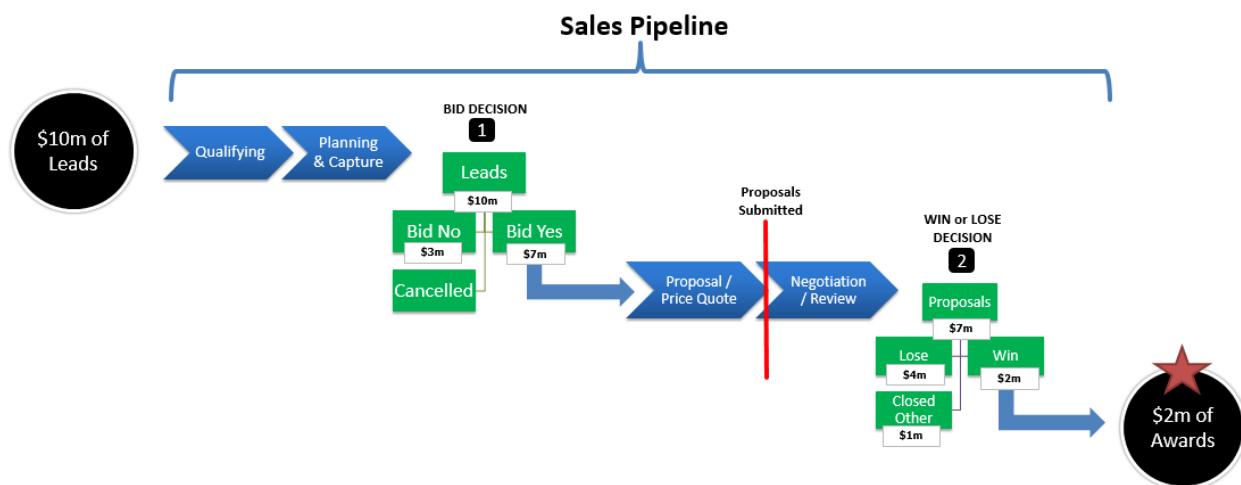 Sales Pipeline
$10m of
Leads
Qualifying
Planning
& Capture
BID DECISION
1
Leads
$10m
Bid No
$3m
Bid Yes
$7m
Cancelled
Proposal /
Price Quote
Proposals
Submitted
Negotiation
/ Review
WIN or LOSE
DECISION
2
Proposals
$7m
Lose
$4m
Win
$2m
Closed
Other
$1m
$2m of
Awards